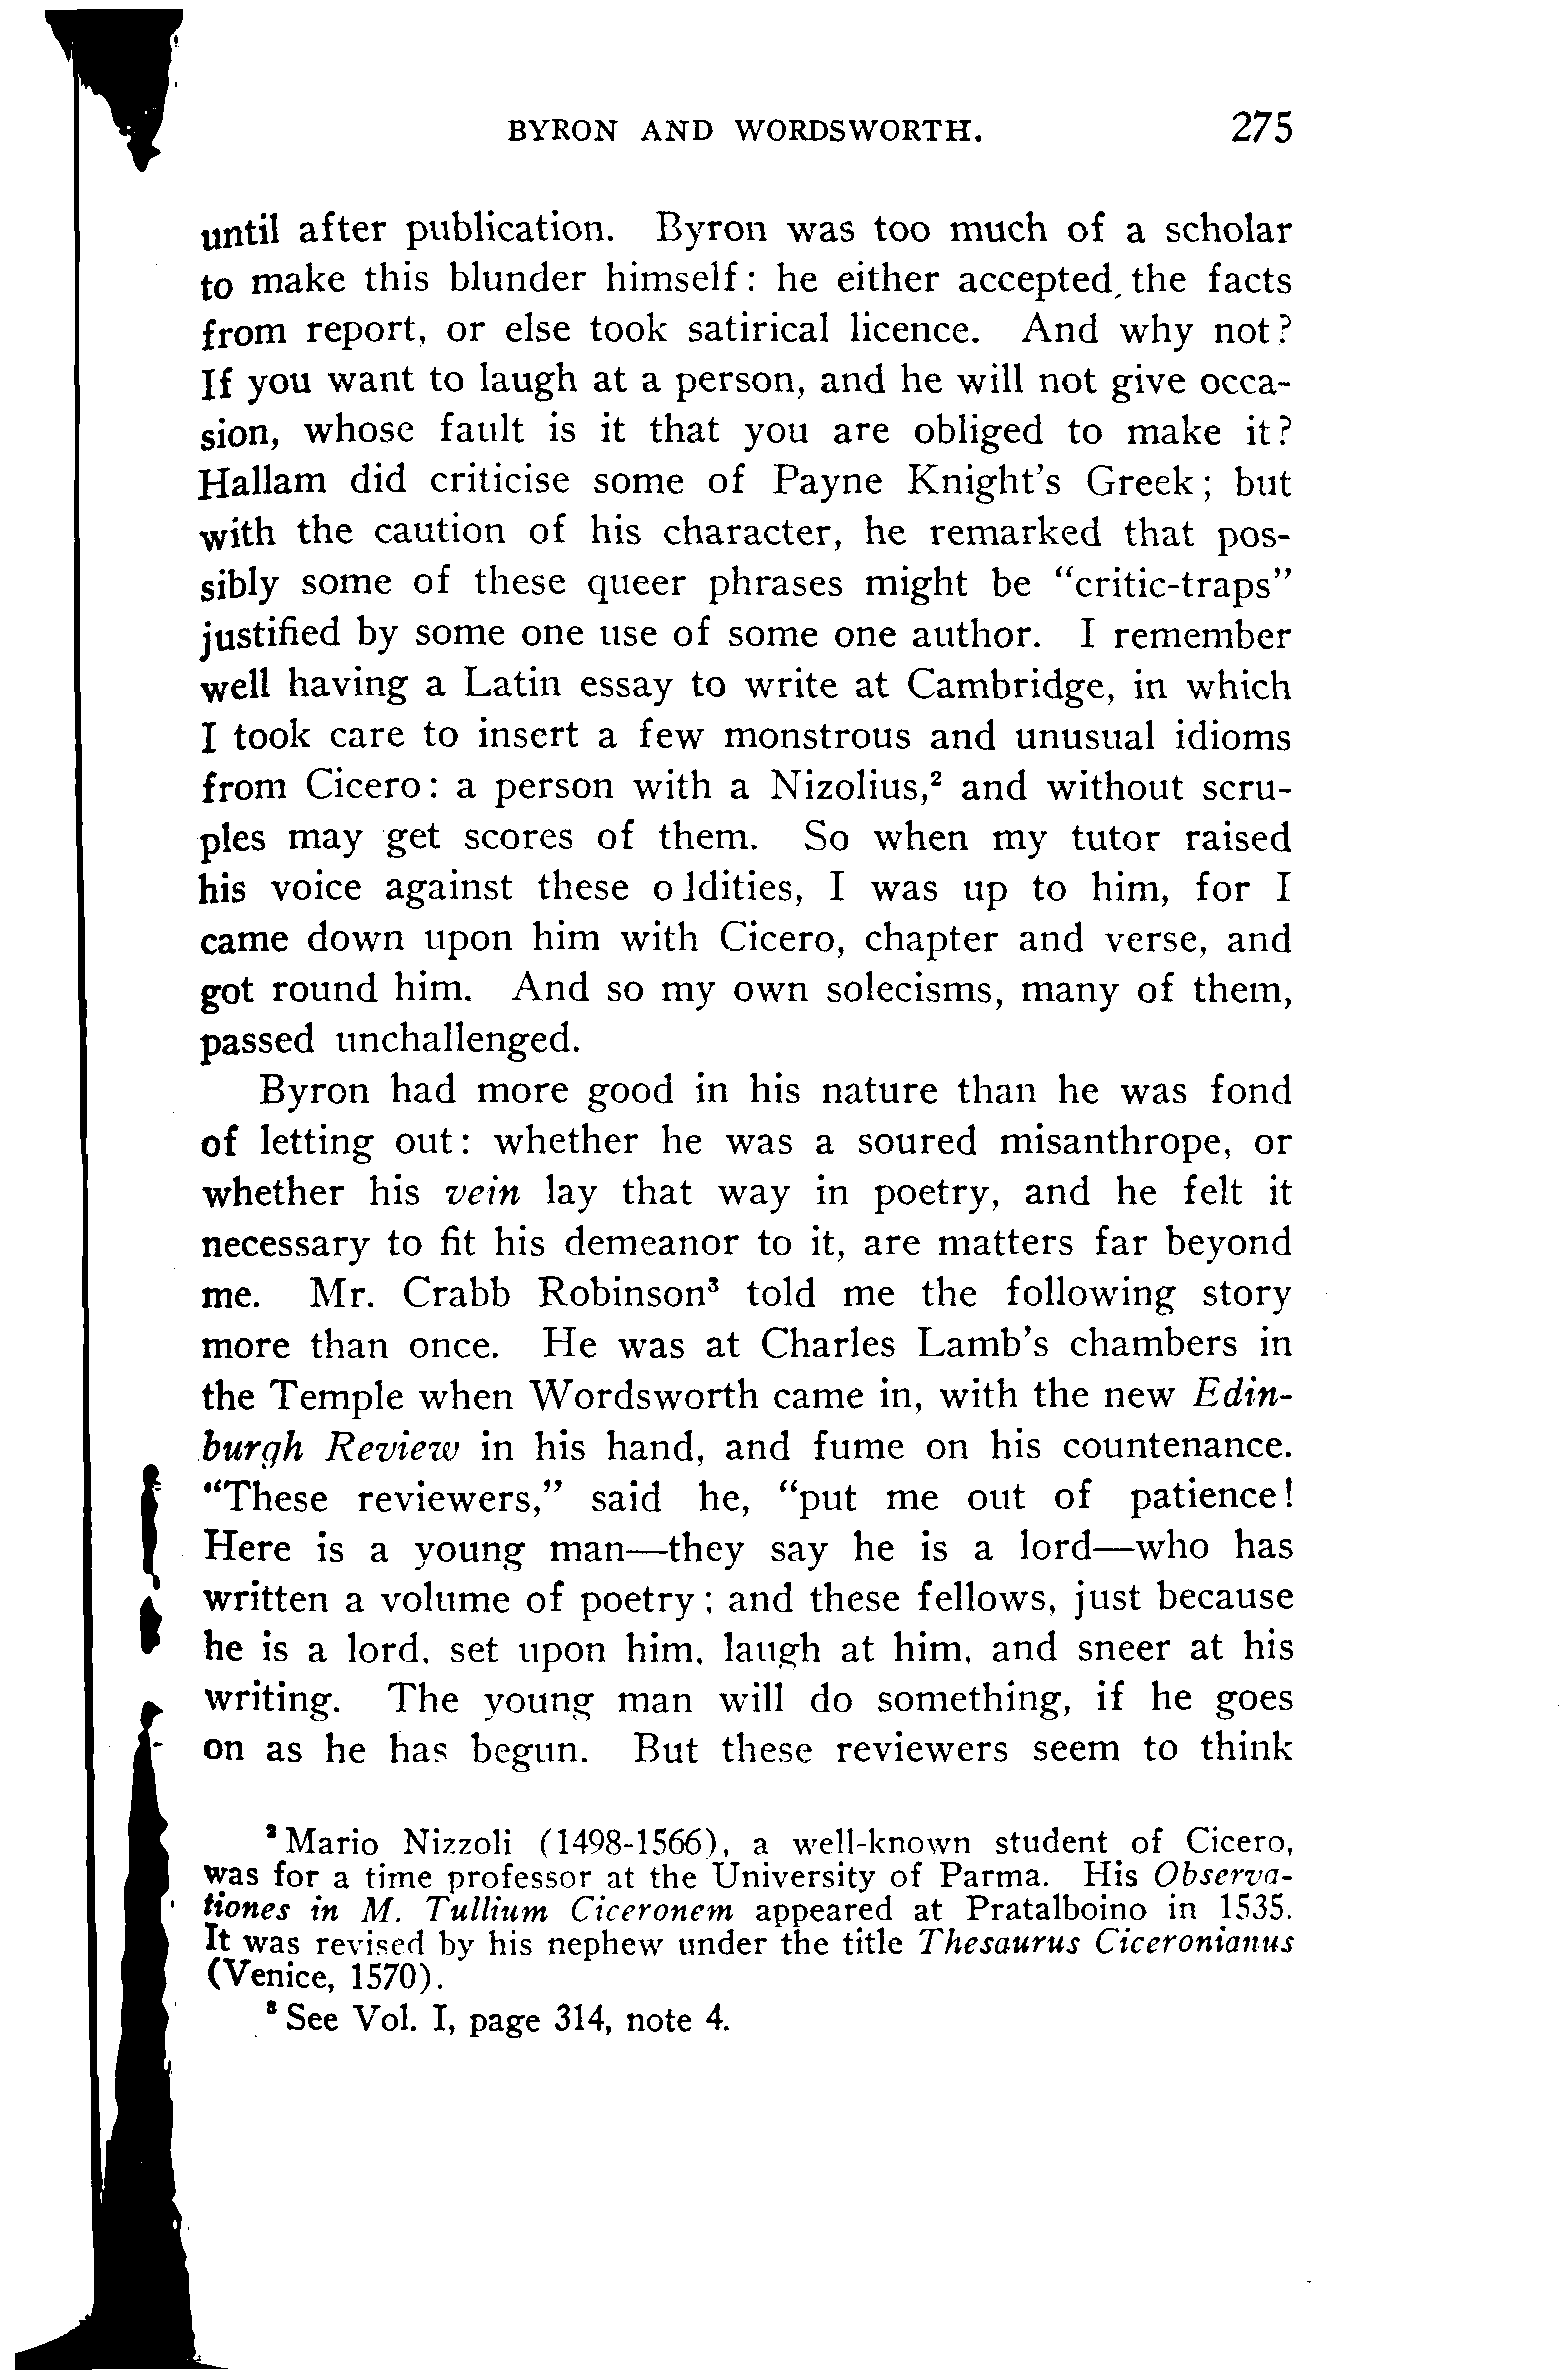 BYRON AND WORDSWORTH. 275
until after publication. Byron was too much of a scholar
to make this blunder himself: he either accepted the facts
from report, or else took satirical licence. And why not?
If you want to laugh at a person, and he will not give occa-
sion, whose fault is it that you are obliged to make it?
Hallam did criticise some of Payne Knight's Greek; but
with the caution of his character, he remarked that pos-
sibly some of these queer phrases might be "critic-traps"
justified by some one use of some one author. I remember
well having a Latin essay to write at Cambridge, in which
I took care to insert a few monstrous and unusual idioms
from Cicero: a person with a Nizolius,² and without scru-
ples may get scores of them. So when my tutor raised
his voice against these oddities, I was up to him, for I
came down upon him with Cicero, chapter and verse, and
got round him. And so my own solecisms, many of them,
passed unchallenged.
Byron had more good in his nature than he was fond
of letting out: whether he was a soured misanthrope, or
whether his vein lay that way in poetry, and he felt it
necessary to fit his demeanor to it, are matters far beyond
me. Mr. Crabb Robinson³ told me the following story
more than once. He was at Charles Lamb's chambers in
the Temple when Wordsworth came in, with the new Edin-
burgh Review in his hand, and fume on his countenance.
"These reviewers," said he, "put me out of patience!
Here is a young man—they say he is a lord—who has
written a volume of poetry; and these fellows, just because
he is a lord, set upon him, laugh at him, and sneer at his
writing. The young man will do something, if he goes
on as he has begun. But these reviewers seem to think
² Mario Nizzoli (1498-1566), a well-known student of Cicero,
was for a time professor at the University of Parma. His Observa-
tiones in M. Tullium Ciceronem appeared at Pratalboino in 1535.
It was revised by his nephew under the title Thesaurus Ciceronianus
(Venice, 1570).
³ See Vol. I, page 314, note 4.